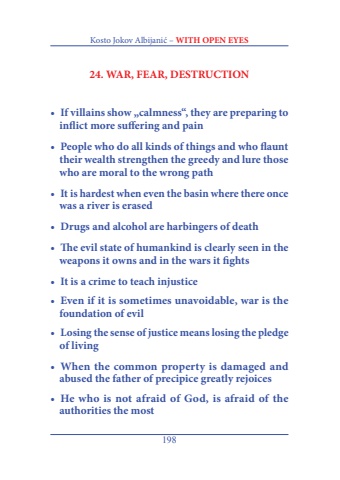 Kosto Jokov Albijanić – WITH OPEN EYES
24. WAR, FEAR, DESTRUCTION
• If villains show „calmness“, they are preparing to
inflict more suffering and pain
• People who do all kinds of things and who flaunt
their wealth strengthen the greedy and lure those
who are moral to the wrong path
• It is hardest when even the basin where there once
was a river is erased
• Drugs and alcohol are harbingers of death
• The evil state of humankind is clearly seen in the
weapons it owns and in the wars it fights
• It is a crime to teach injustice
• Even if it is sometimes unavoidable, war is the
foundation of evil
• Losing the sense of justice means losing the pledge
of living
• When the common property is damaged and
abused the father of precipice greatly rejoices
• He who is not afraid of God, is afraid of the
authorities the most
198